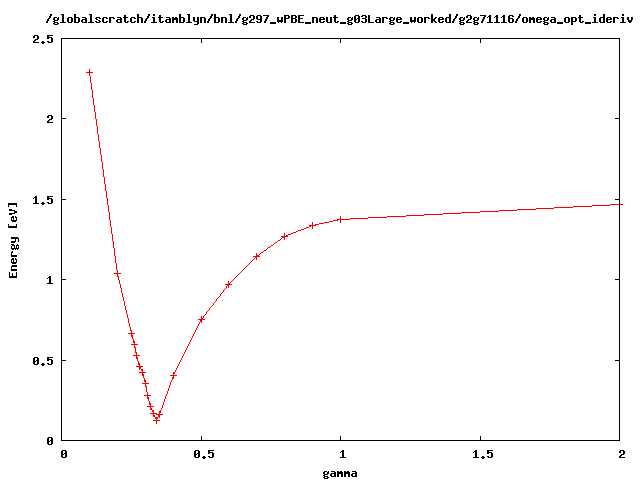 /globalscratch/itamblyn/bnl/g297_wPBE_neut_g03Large_worked/g2g71116/omega_opt_ideriv
2.5
2
1.5
1
0.5
0
Energy [eV]
0 0.5 1 1.5 2
gamma